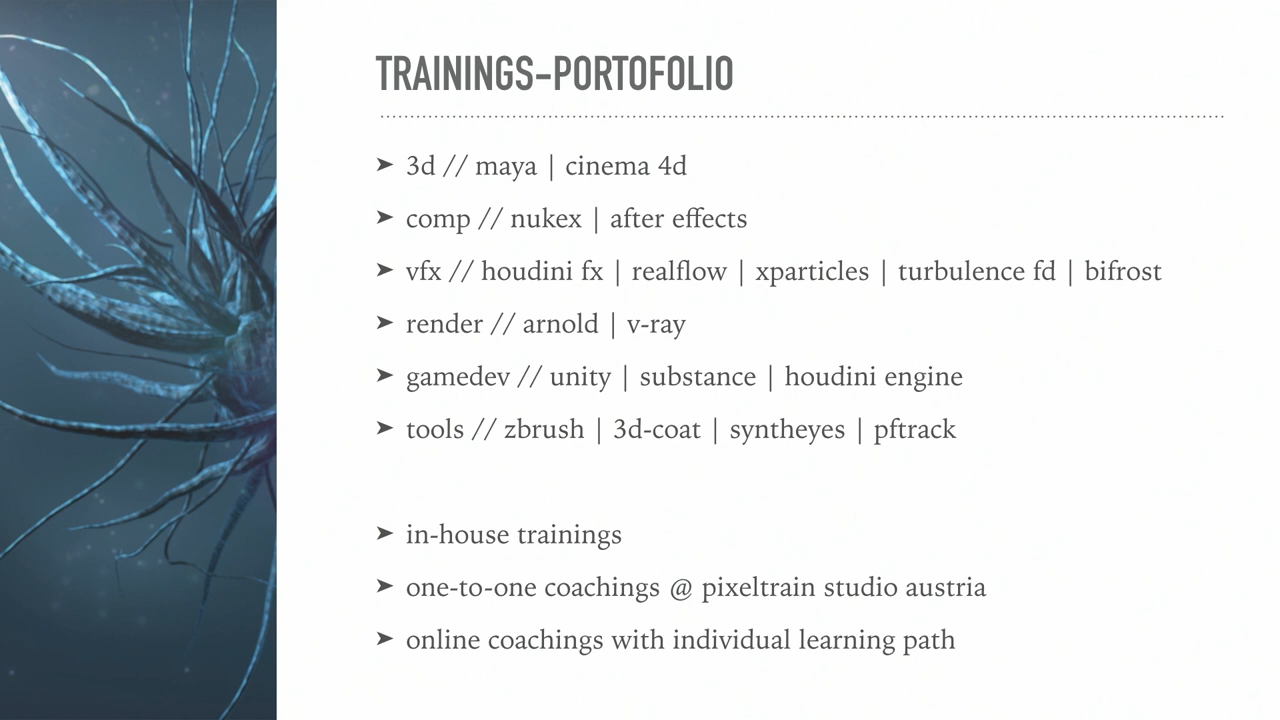 TRAININGS-PORTOFOLIO
➤ 3d // maya | cinema 4d
➤ comp // nukex | after effects
➤ vfx // houdini fx | realflow | xparticles | turbulence fd | bifrost
➤ render // arnold | v-ray
➤ gamedev // unity | substance | houdini engine
➤ tools // zbrush | 3d-coat | syntheyes | pftrack
➤ in-house trainings
➤ one-to-one coachings @ pixeltrain studio austria
➤ online coachings with individual learning path